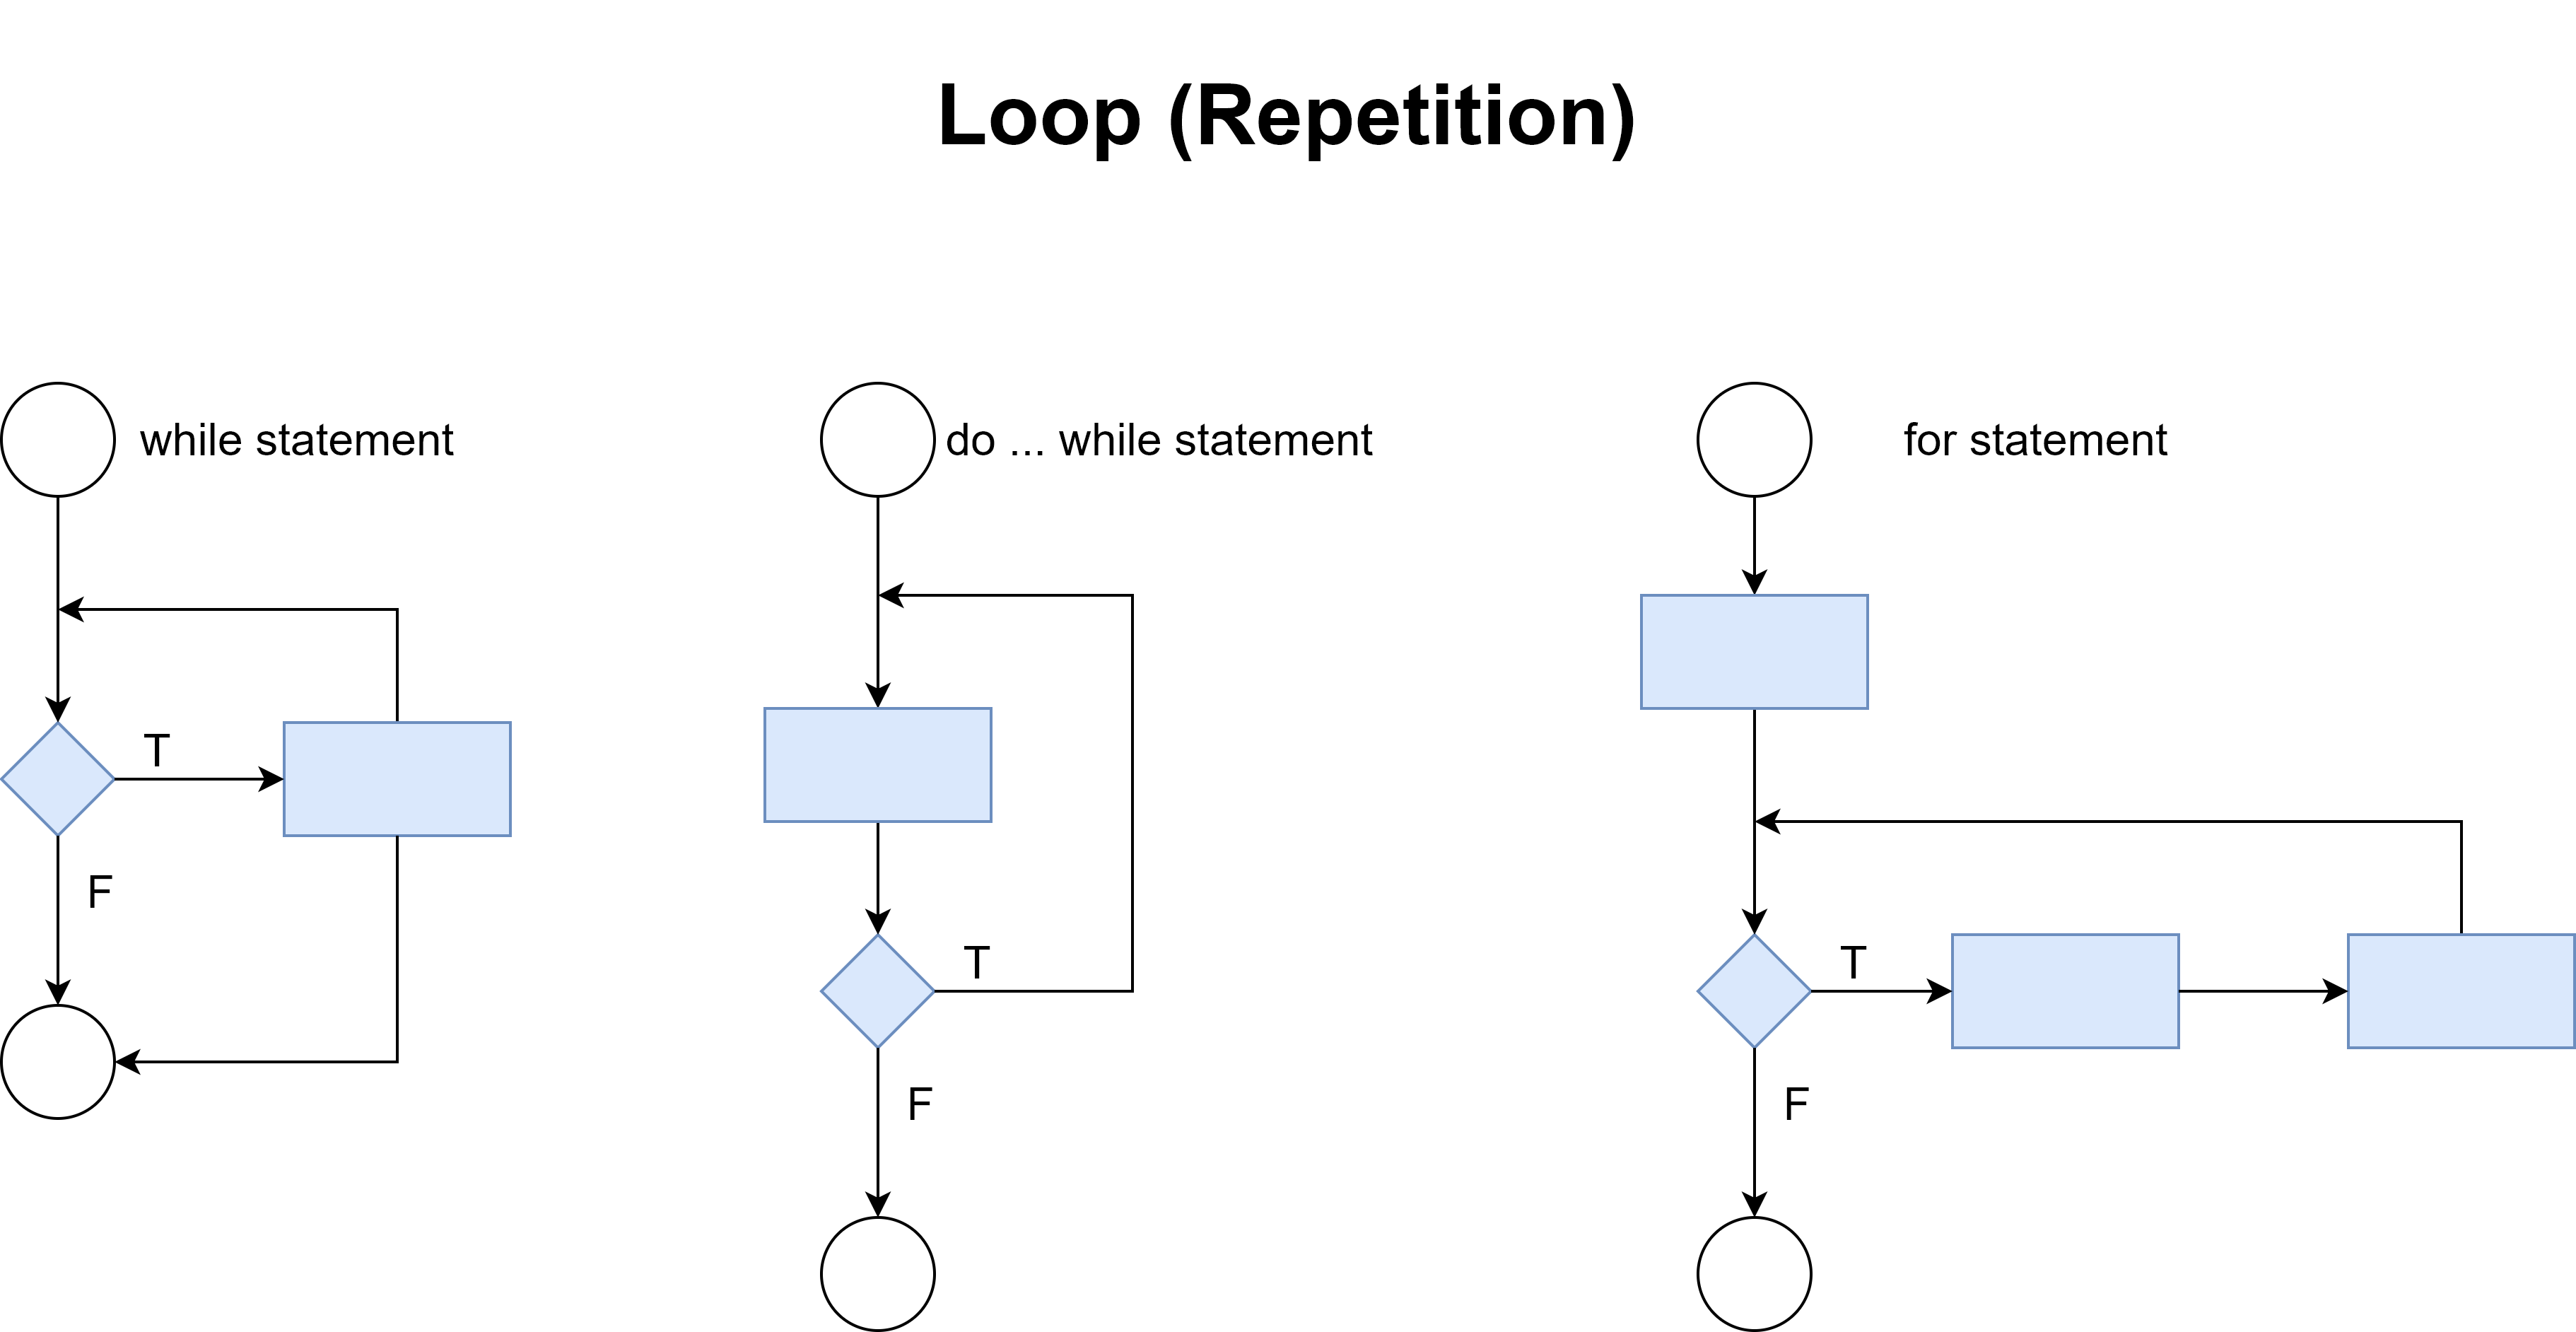 Loop (Repetition)
while statement
T
F
do ... while statement
T
F
for statement
T
F